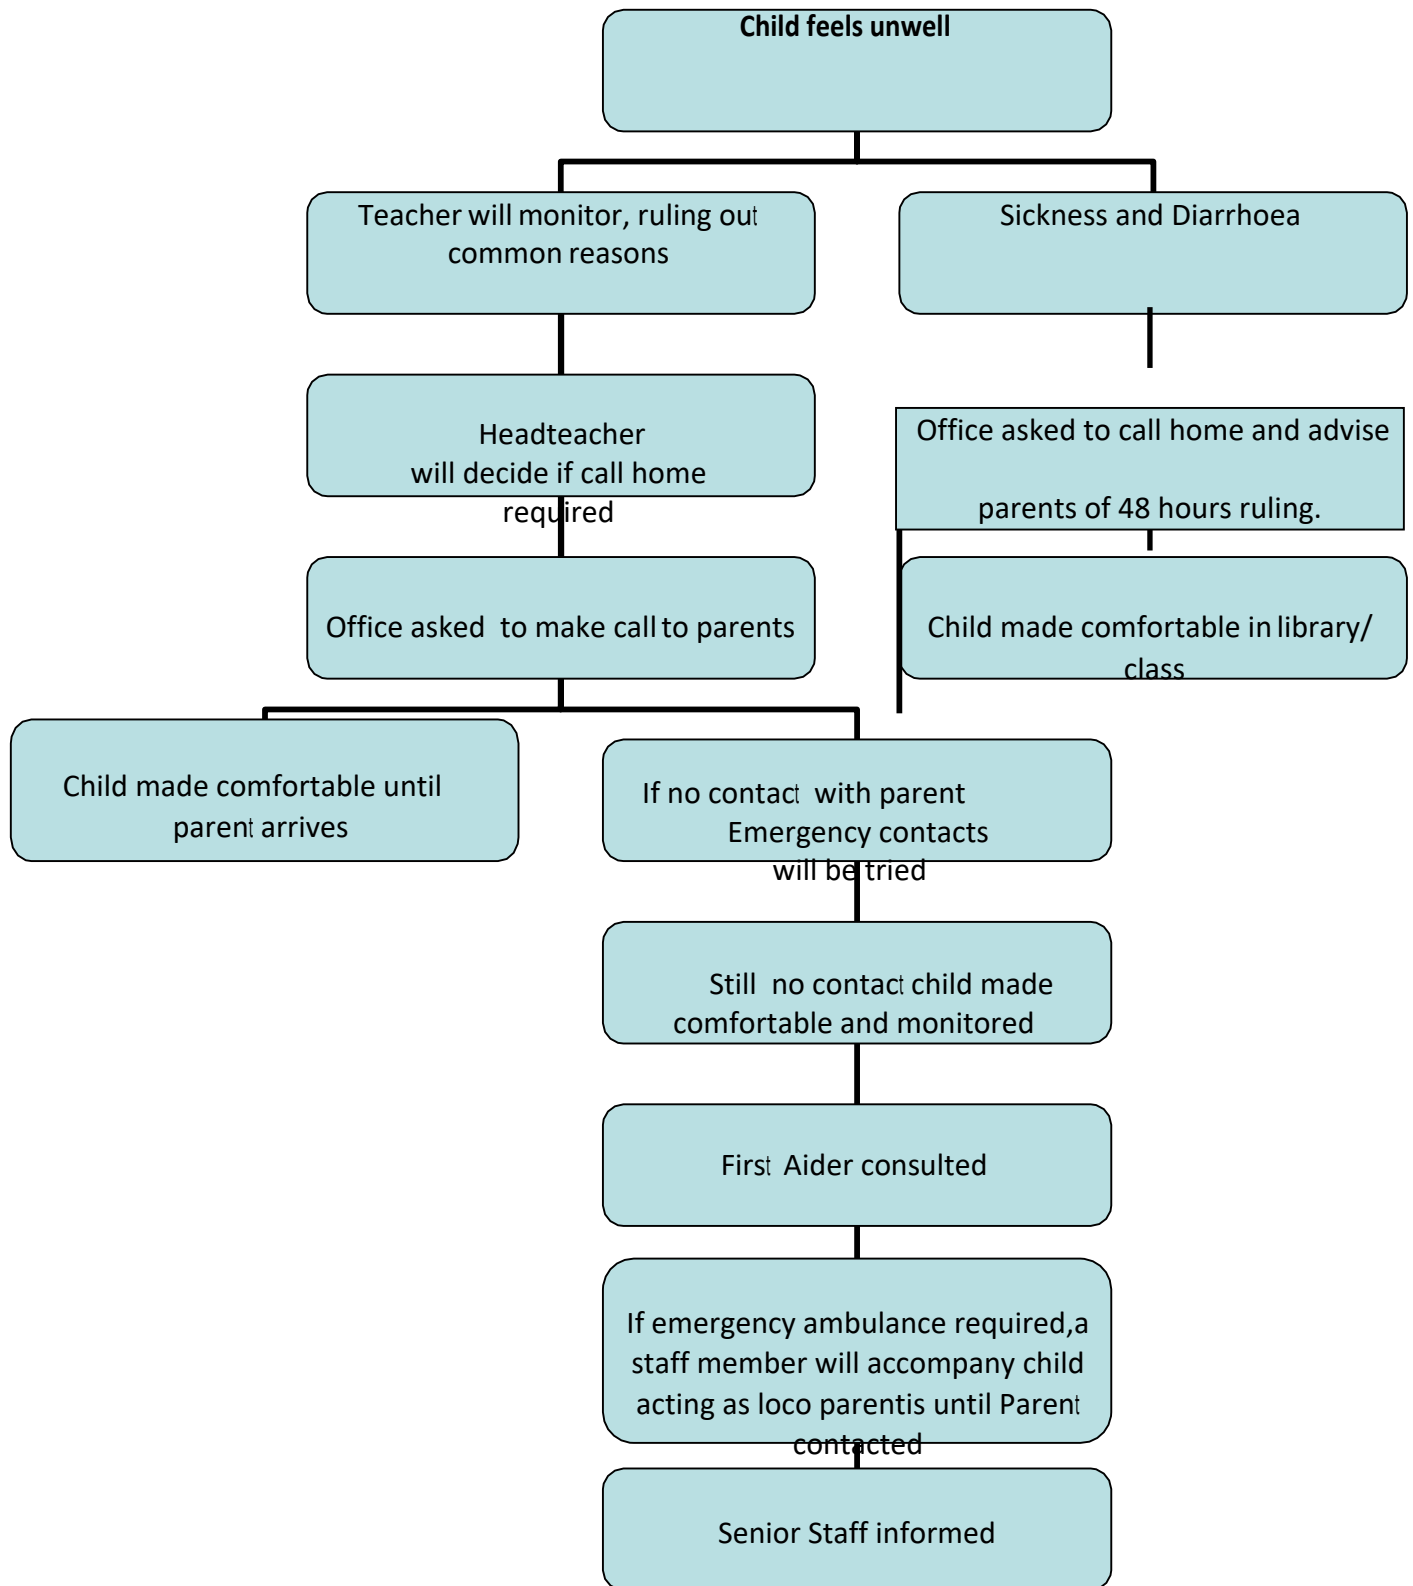 Child feels unwell
Teacher will monitor, ruling out
common reasons
Sickness and Diarrhoea
Headteacher
will decide if call home
required
Office asked to call home and advise
parents of 48 hours ruling.
Office asked to make call to parents
Child made comfortable in library/
class
Child made comfortable until
parent arrives
If no contact with parent
Emergency contacts
will be tried
Still no contact child made
comfortable and monitored
First Aider consulted
If emergency ambulance required,a
staff member will accompany child
acting as loco parentis until Parent
contacted
Senior Staff informed